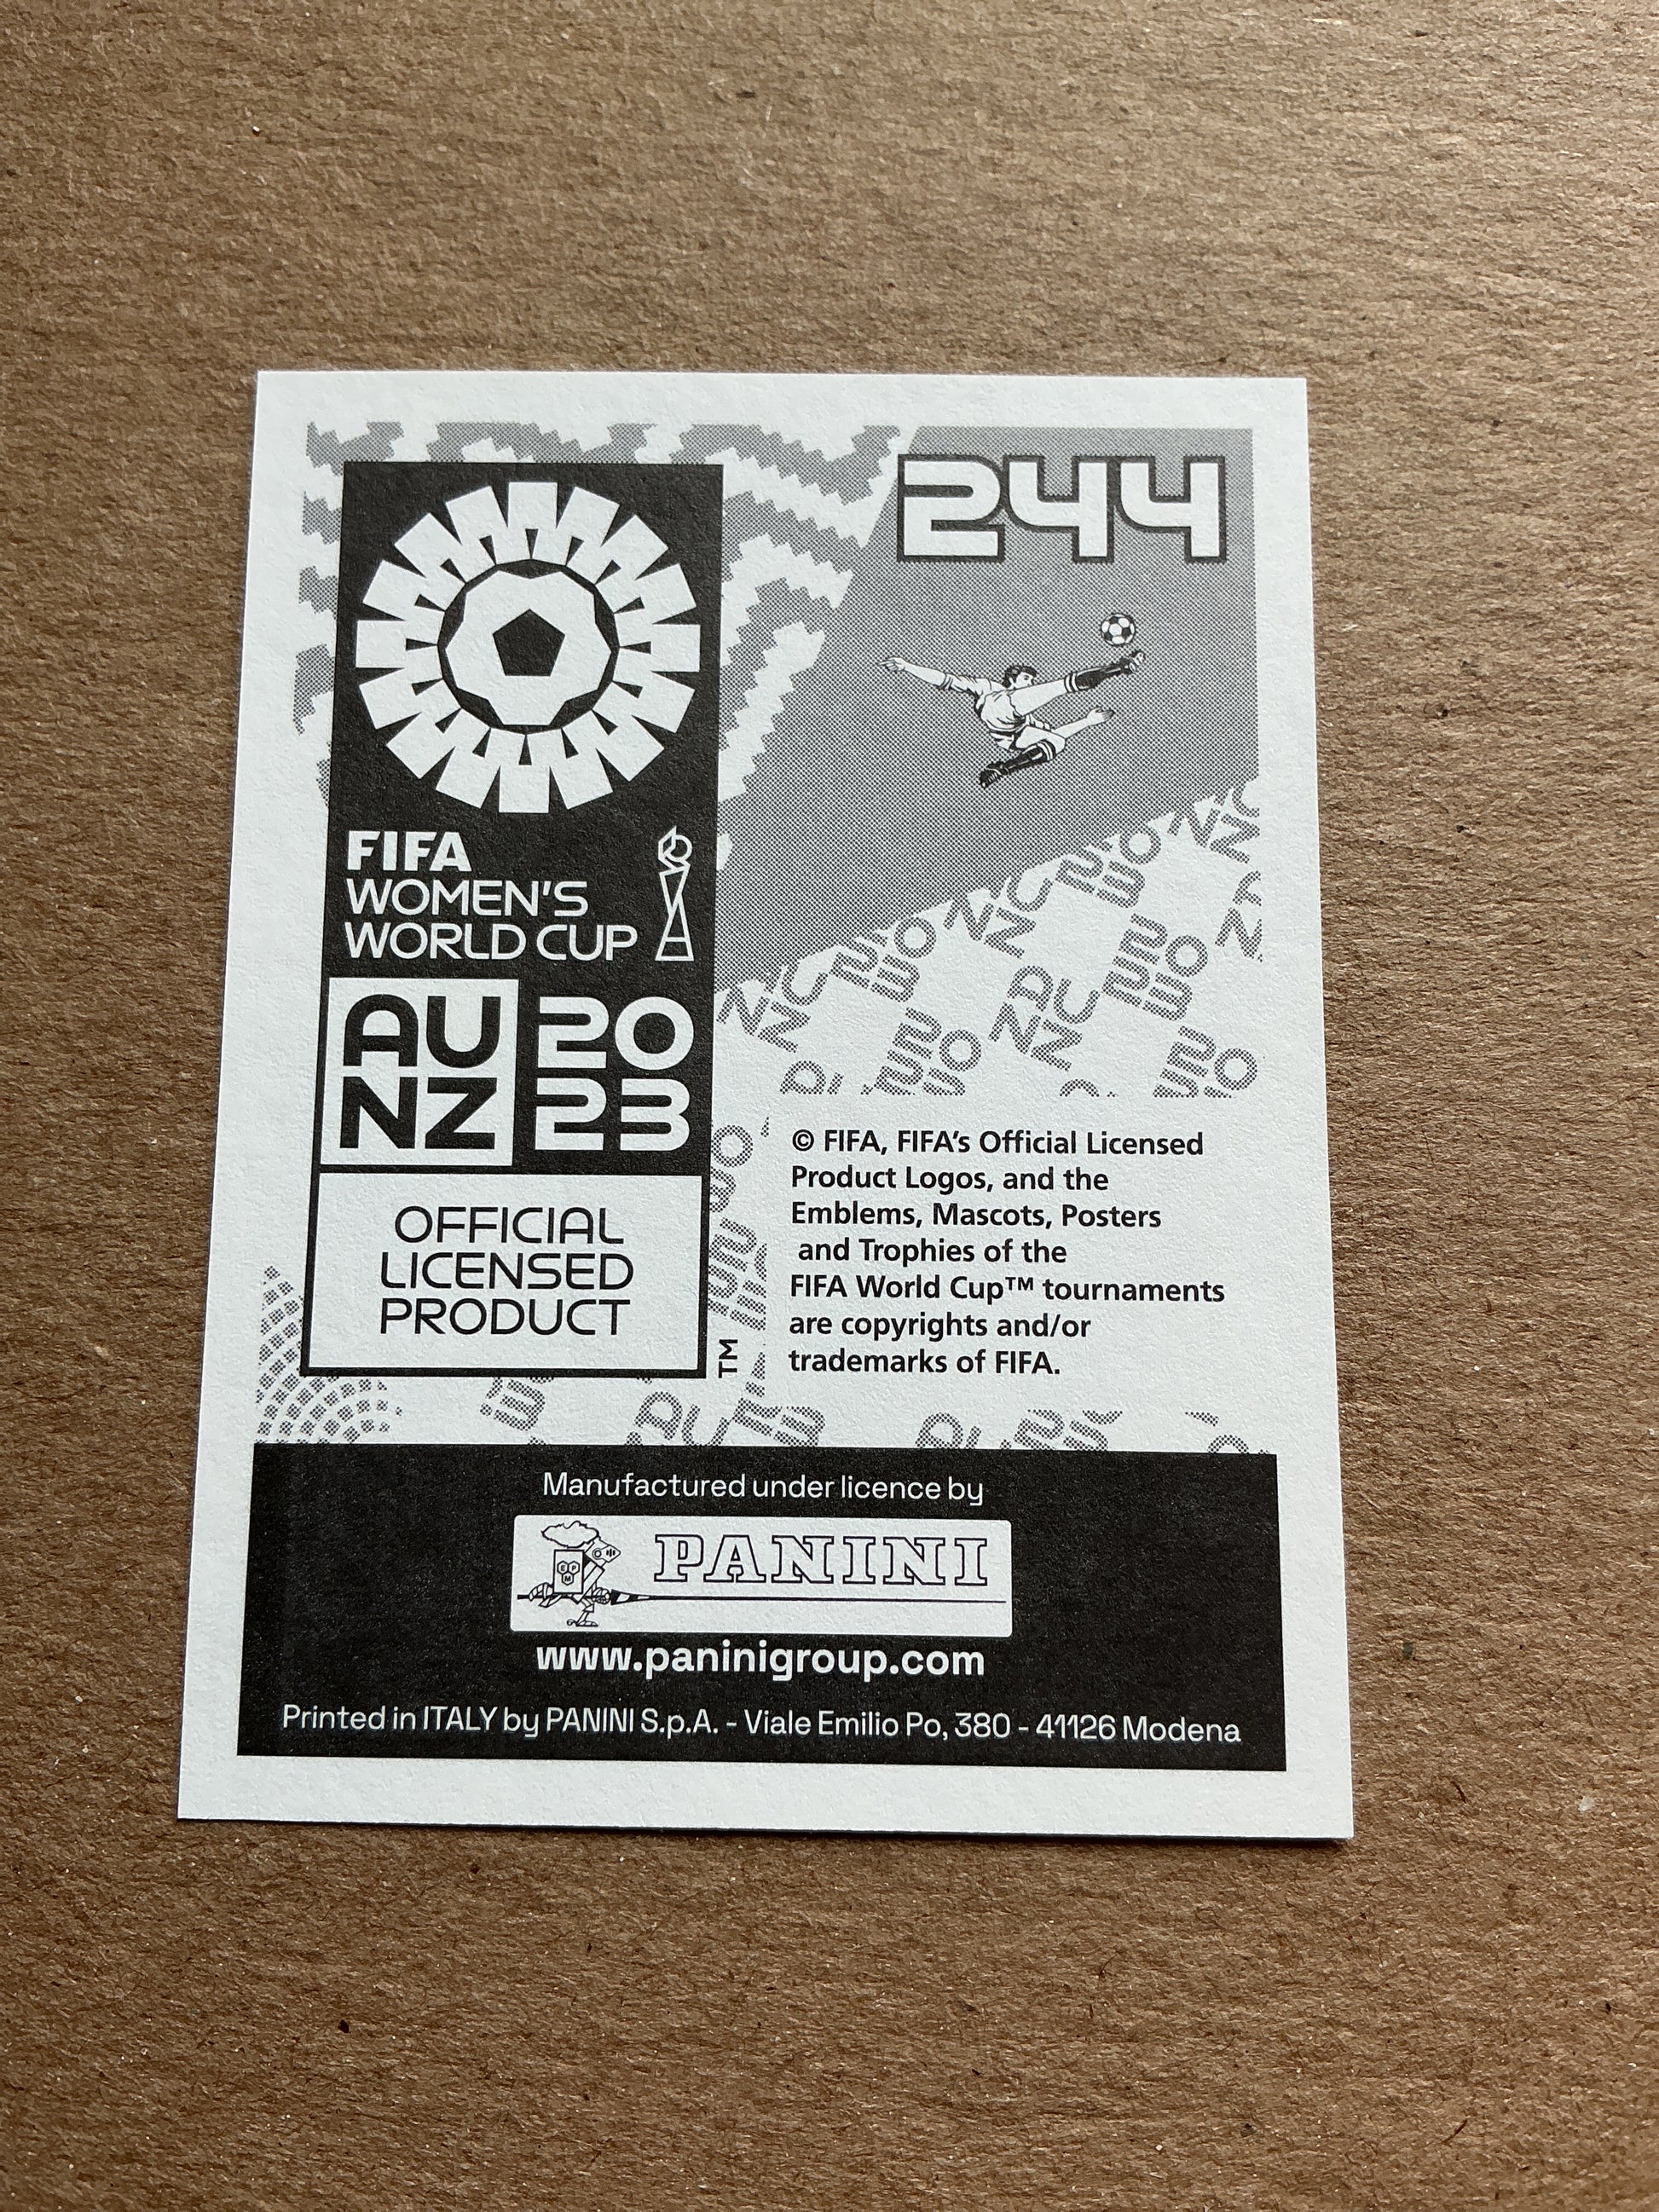 244
FIFA
WOMEN'S
WORLD CUP
AU
NZ
20
23
OFFICIAL
LICENSED
PRODUCT
TM
© FIFA, FIFA's Official Licensed
Product Logos, and the
Emblems, Mascots, Posters
and Trophies of the
FIFA World Cup™ tournaments
are copyrights and/or
trademarks of FIFA.
Manufactured under licence by
PANINI
www.paninigroup.com
Printed in ITALY by PANINI S.p.A. - Viale Emilio Po, 380 - 41126 Modena